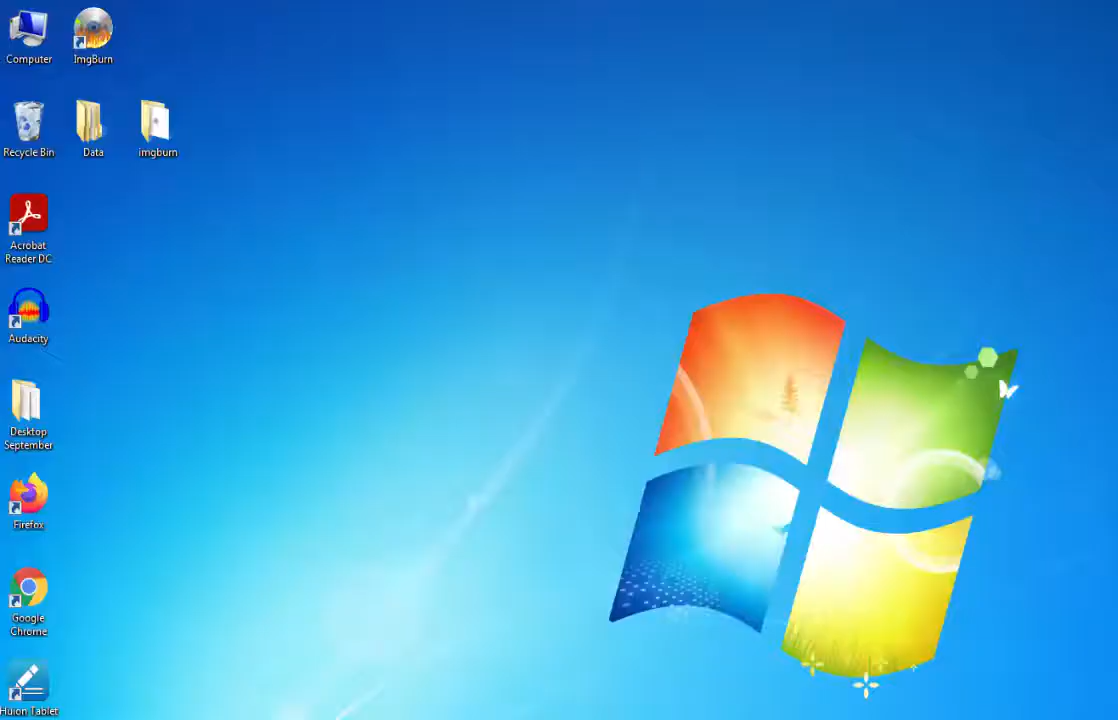 Computer
ImgBurn
Recycle Bin
Data
imgburn
Acrobat
Reader DC
Audacity
Desktop
September
Firefox
Google
Chrome
Huion Tablet